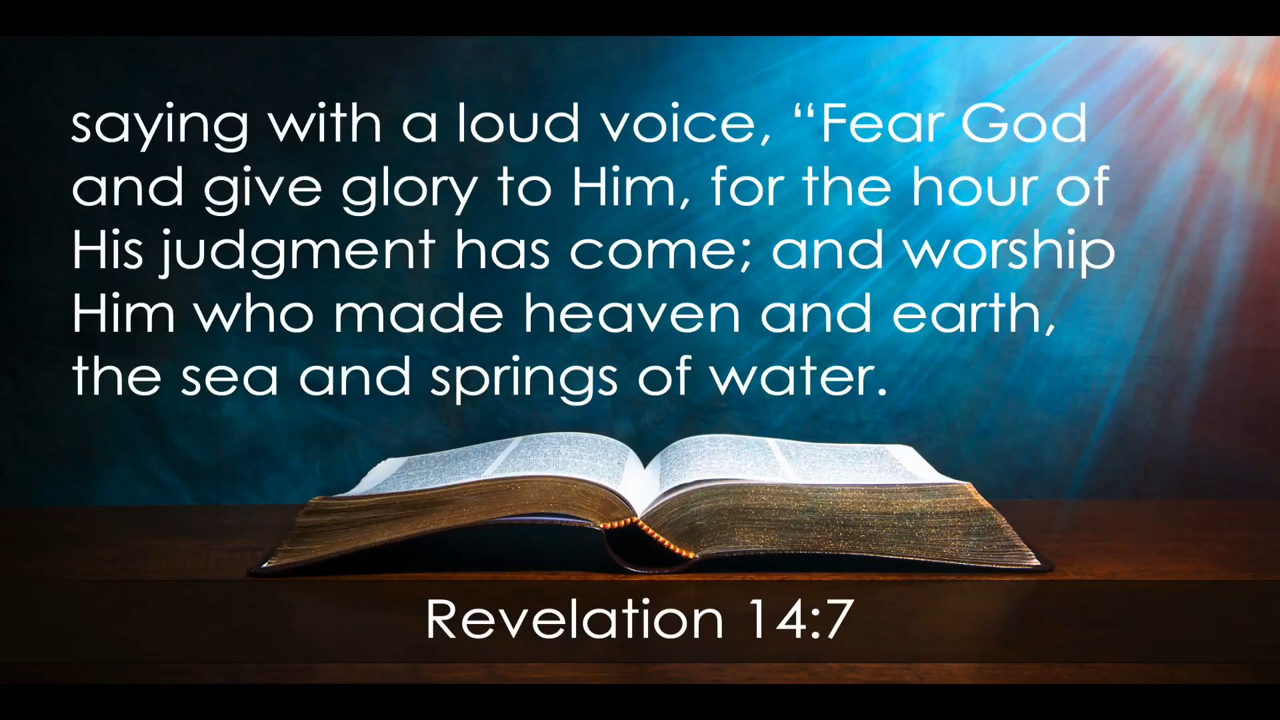 saying with a loud voice, “Fear God
and give glory to Him, for the hour of
His judgment has come; and worship
Him who made heaven and earth,
the sea and springs of water.
Revelation 14:7